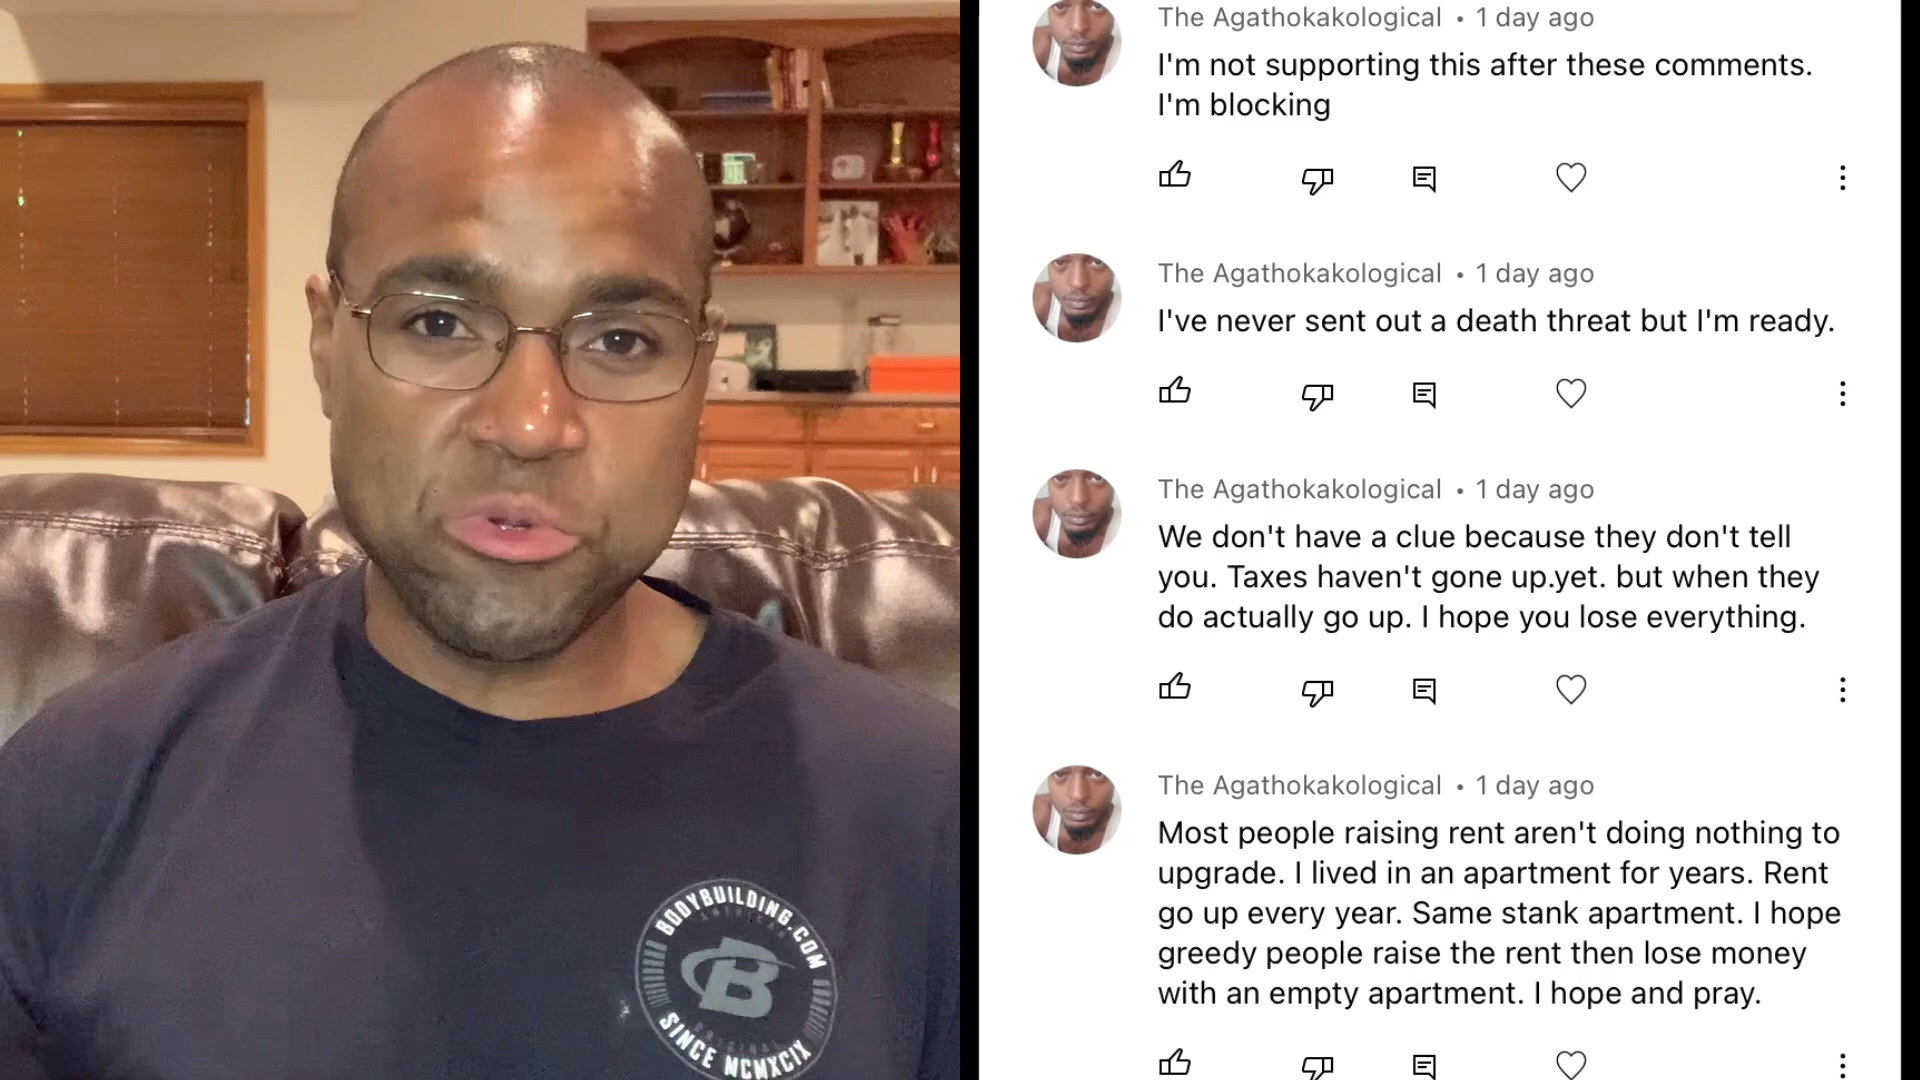 The Agathokakological • 1 day ago
I'm not supporting this after these comments.
I'm blocking
The Agathokakological • 1 day ago
I've never sent out a death threat but I'm ready.
The Agathokakological • 1 day ago
We don't have a clue because they don't tell
you. Taxes haven't gone up.yet. but when they
do actually go up. I hope you lose everything.
The Agathokakological • 1 day ago
Most people raising rent aren't doing nothing to
upgrade. I lived in an apartment for years. Rent
go up every year. Same stank apartment. I hope
greedy people raise the rent then lose money
with an empty apartment. I hope and pray.
BODYBUILDING.COM
B
ORIGINAL
SINCE MCMXCIX